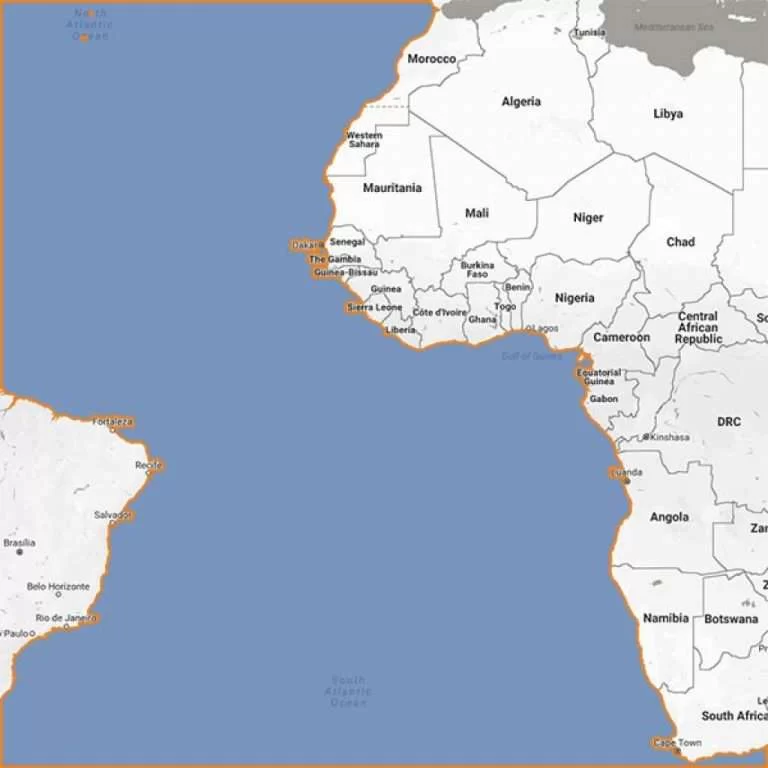 North
Atlantic
Ocean
Mediterranean Sea
Tunisia
Morocco
Algeria
Libya
Western
Sahara
Mauritania
Mali
Niger
Chad
Dakar
Senegal
The Gambia
Guinea-Bissau
Burkina
Faso
Guinea
Benin
Nigeria
Sierra Leone
Côte d'Ivoire
Togo
Ghana
Liberia
Lagos
Central
African
Republic
So
Cameroon
Gulf of Guinea
Equatorial
Guinea
Gabon
DRC
Kinshasa
Fortaleza
Recife
Luanda
Salvador
Angola
Zar
Brasília
Belo Horizonte
Z
Rio de Janeiro
Paulo
Namibia
Botswana
Pr
South
Atlantic
Ocean
Le
South Africa
Cape Town